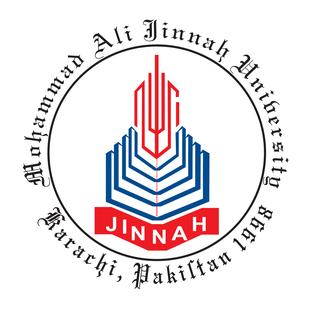 Mohammad Ali Jinnah University
JINNAH
Karachi, Pakistan 1998